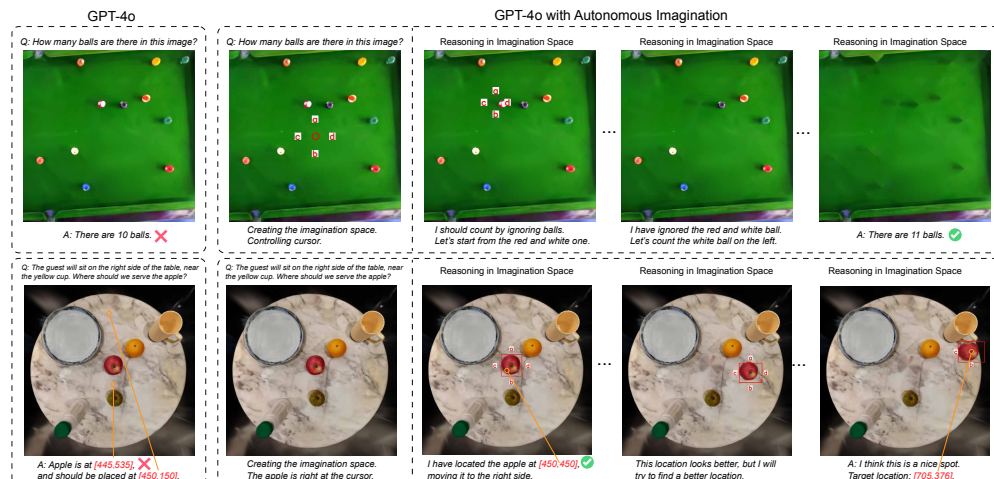 GPT-4o
GPT-4o with Autonomous Imagination
Q: How many balls are there in this image?
A: There are 10 balls.
Q: How many balls are there in this image?
a
c
d
b
Creating the imagination space.
Controlling cursor.
Reasoning in Imagination Space
a
c
d
b
I should count by ignoring balls.
Let's start from the red and white one.
...
Reasoning in Imagination Space
I have ignored the red and white ball.
Let's count the white ball on the left.
...
Reasoning in Imagination Space
A: There are 11 balls.
Q: The guest will sit on the right side of the table, near
the yellow cup. Where should we serve the apple?
A: Apple is at [445,535],
and should be placed at [450,150].
Q: The guest will sit on the right side of the table, near
the yellow cup. Where should we serve the apple?
Creating the imagination space.
The apple is right at the cursor.
Reasoning in Imagination Space
a
c
d
b
I have located the apple at [450,450],
moving it to the right side.
...
Reasoning in Imagination Space
a
c
d
b
This location looks better, but I will
try to find a better location.
...
Reasoning in Imagination Space
c
b
A: I think this is a nice spot.
Target location: [705,376].